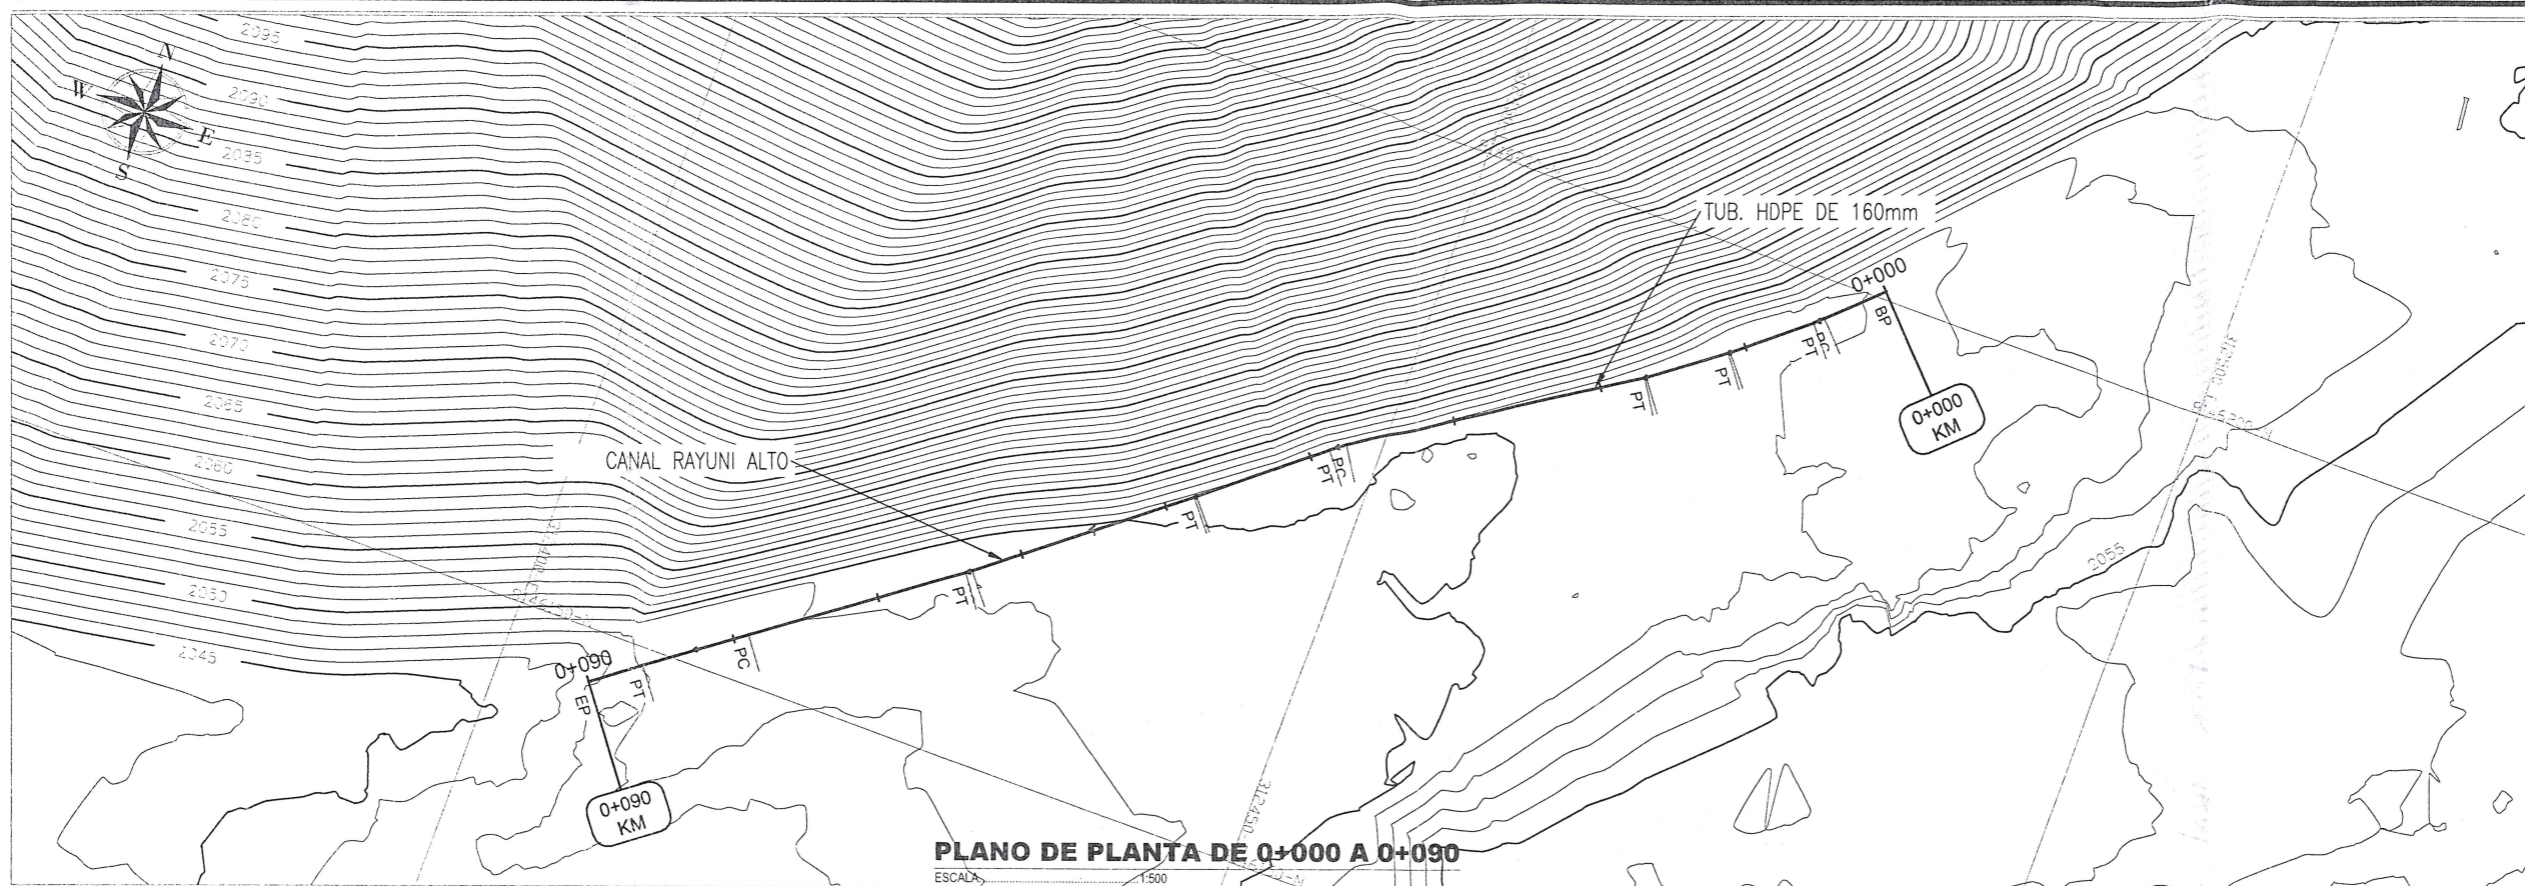 2095
N
W
2090
E
2085
S
2080
2075
2070
2065
2060
2055
2050
2045
TUB. HDPE DE 160mm
0+000
BP
PC
PT
PT
PT
0+000
KM
PC
PT
PT
CANAL RAYUNI ALTO
PT
PC
0+090
PT
EP
0+090
KM
2055
PLANO DE PLANTA DE 0+000 A 0+090
ESCALA 1:500